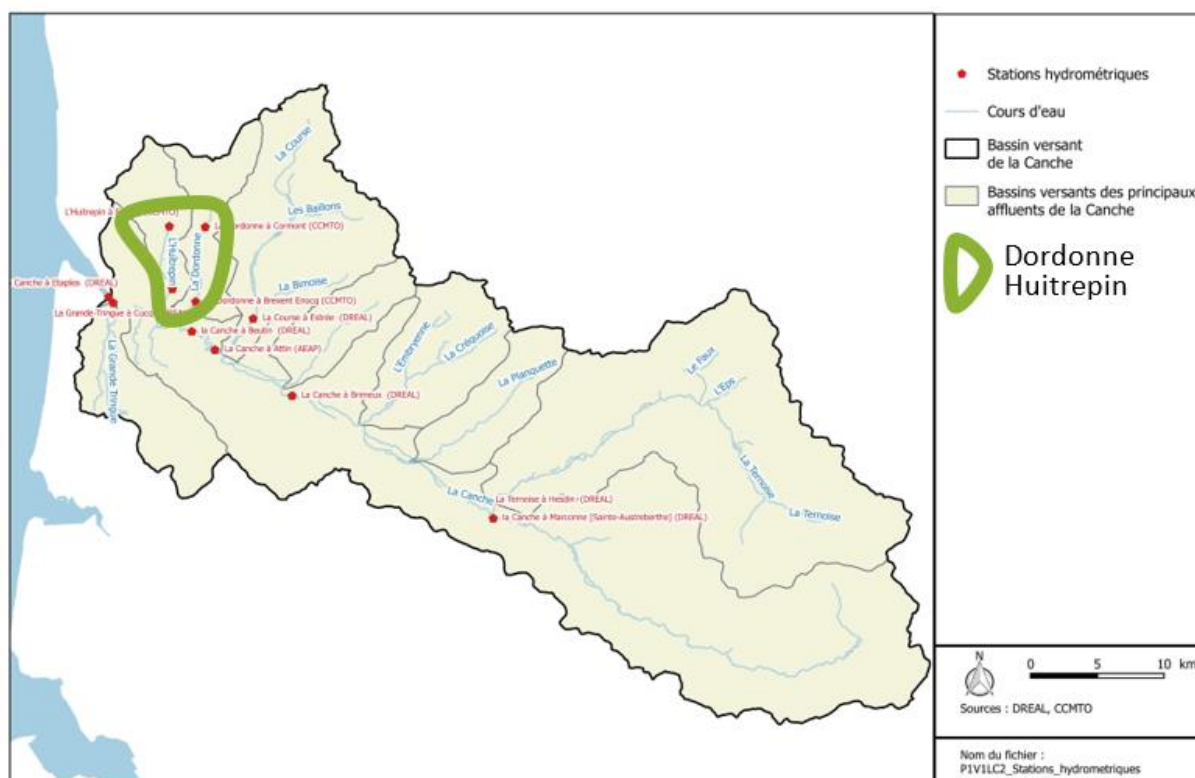 La Course
Les Baillons
L'Huitrepin à
MTO)
Dordonne à Cormont (CCMTO)
L'Huitrepin
La Dordonne
La Bimoise
Canche à Etaples (DREAL)
Dordonne à Brexent Enocq (CCMTO)
La Grande-Tringue à Cucq
La Course à Estrée (DREAL)
la Canche à Beutin (DREAL)
La Canche à Attin (AEAP)
La Grande Tringue
L'Embryenne
La Créquoise
La Planquette
Le Faux
L'Eps
La Canche à Brimeux (DREAL)
La Ternoise
La Ternoise
La Canche
La Ternoise à Hesdin (DREAL)
la Canche à Marconne [Sainte-Austreberthe] (DREAL)
Stations hydrométriques
Cours d'eau
Bassin versant
de la Canche
Bassins versants des principaux
affluents de la Canche
Dordonne
Huitrepin
N
0 5 10 km
Sources : DREAL, CCMTO
Nom du fichier :
P1V1LC2_Stations_hydrometriques